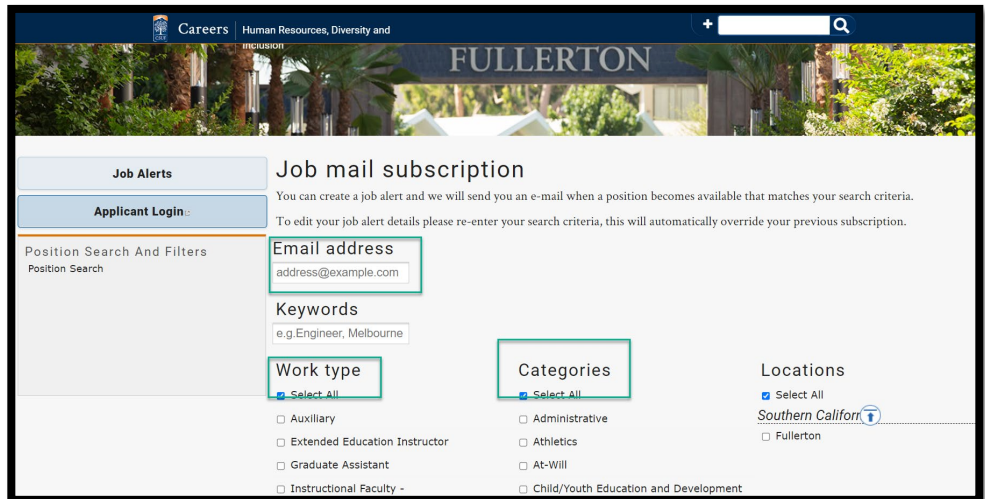 Careers
Human Resources, Diversity and
Inclusion
FULLERTON
Job Alerts
Applicant Login
Position Search And Filters
Position Search
Job mail subscription
You can create a job alert and we will send you an e-mail when a position becomes available that matches your search criteria.
To edit your job alert details please re-enter your search criteria, this will automatically override your previous subscription.
Email address
address@example.com
Keywords
e.g.Engineer, Melbourne
Work type
Select All
Auxiliary
Extended Education Instructor
Graduate Assistant
Instructional Faculty -
Categories
Select All
Administrative
Athletics
At-Will
Child/Youth Education and Development
Locations
Select All
Southern Californ
Fullerton